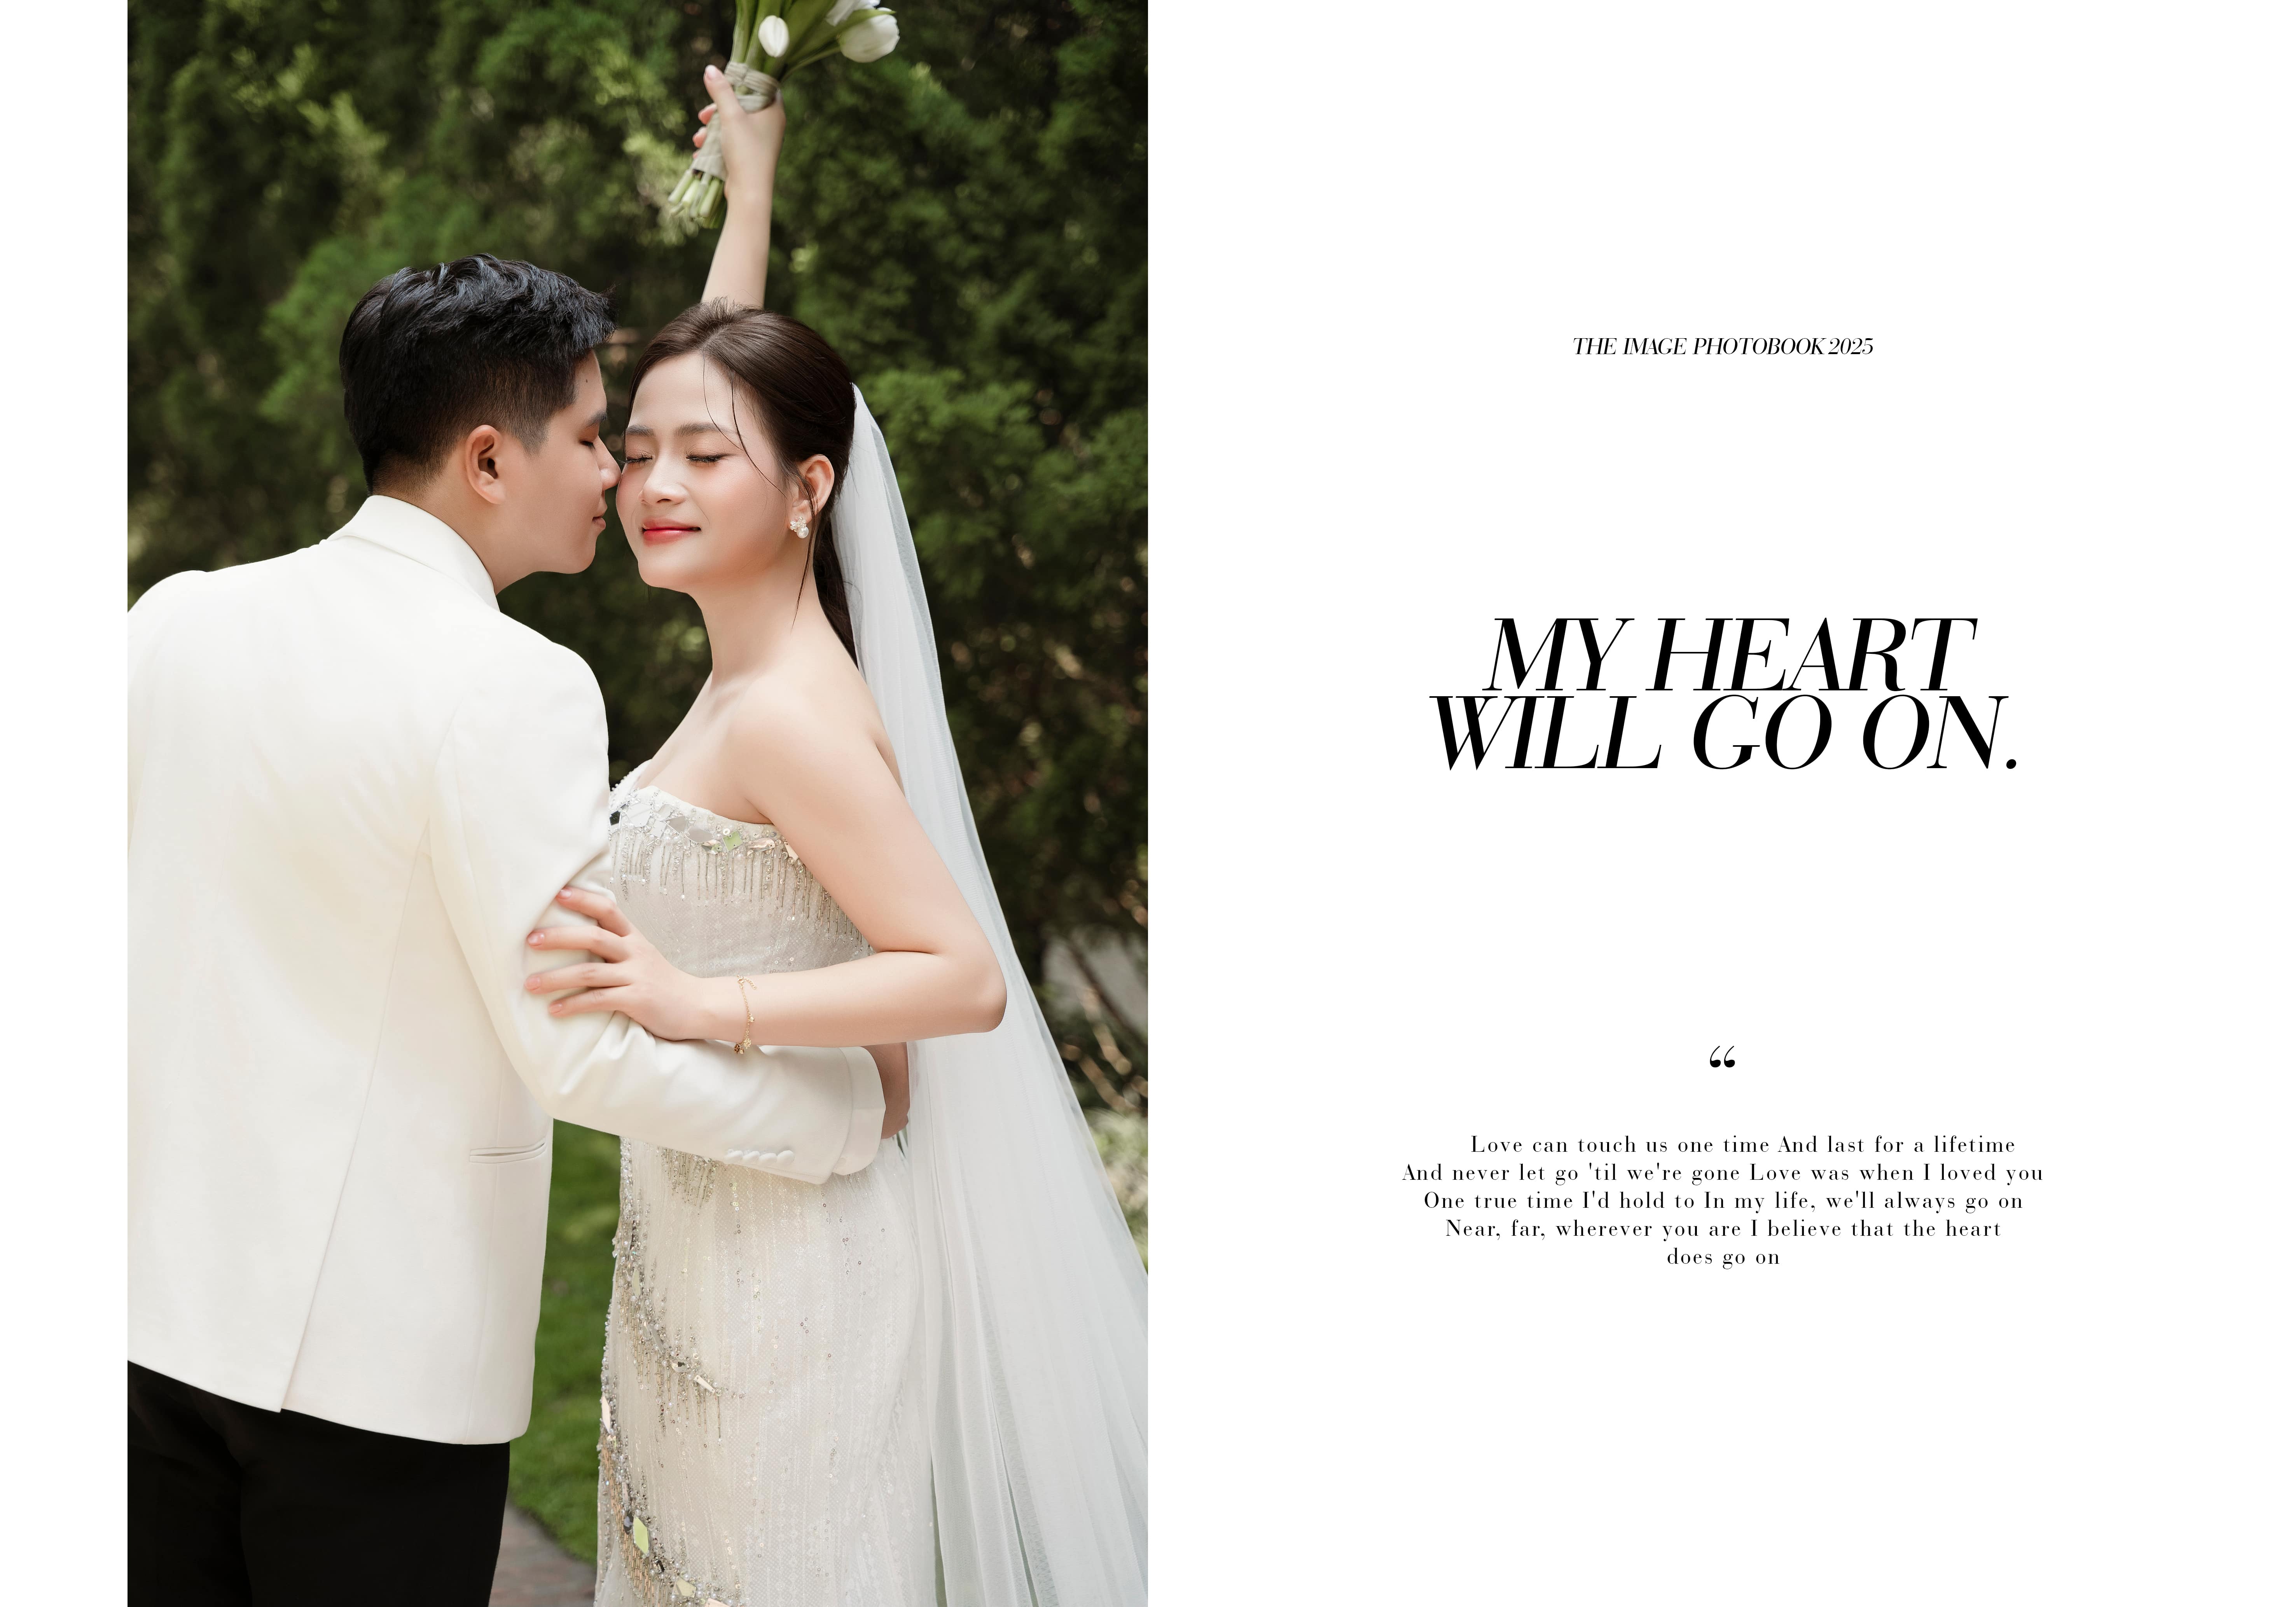 THE IMAGE PHOTOBOOK 2025
MY HEART
WILL GO ON.
“
Love can touch us one time And last for a lifetime
And never let go 'til we're gone Love was when I loved you
One true time I'd hold to In my life, we'll always go on
Near, far, wherever you are I believe that the heart
does go on